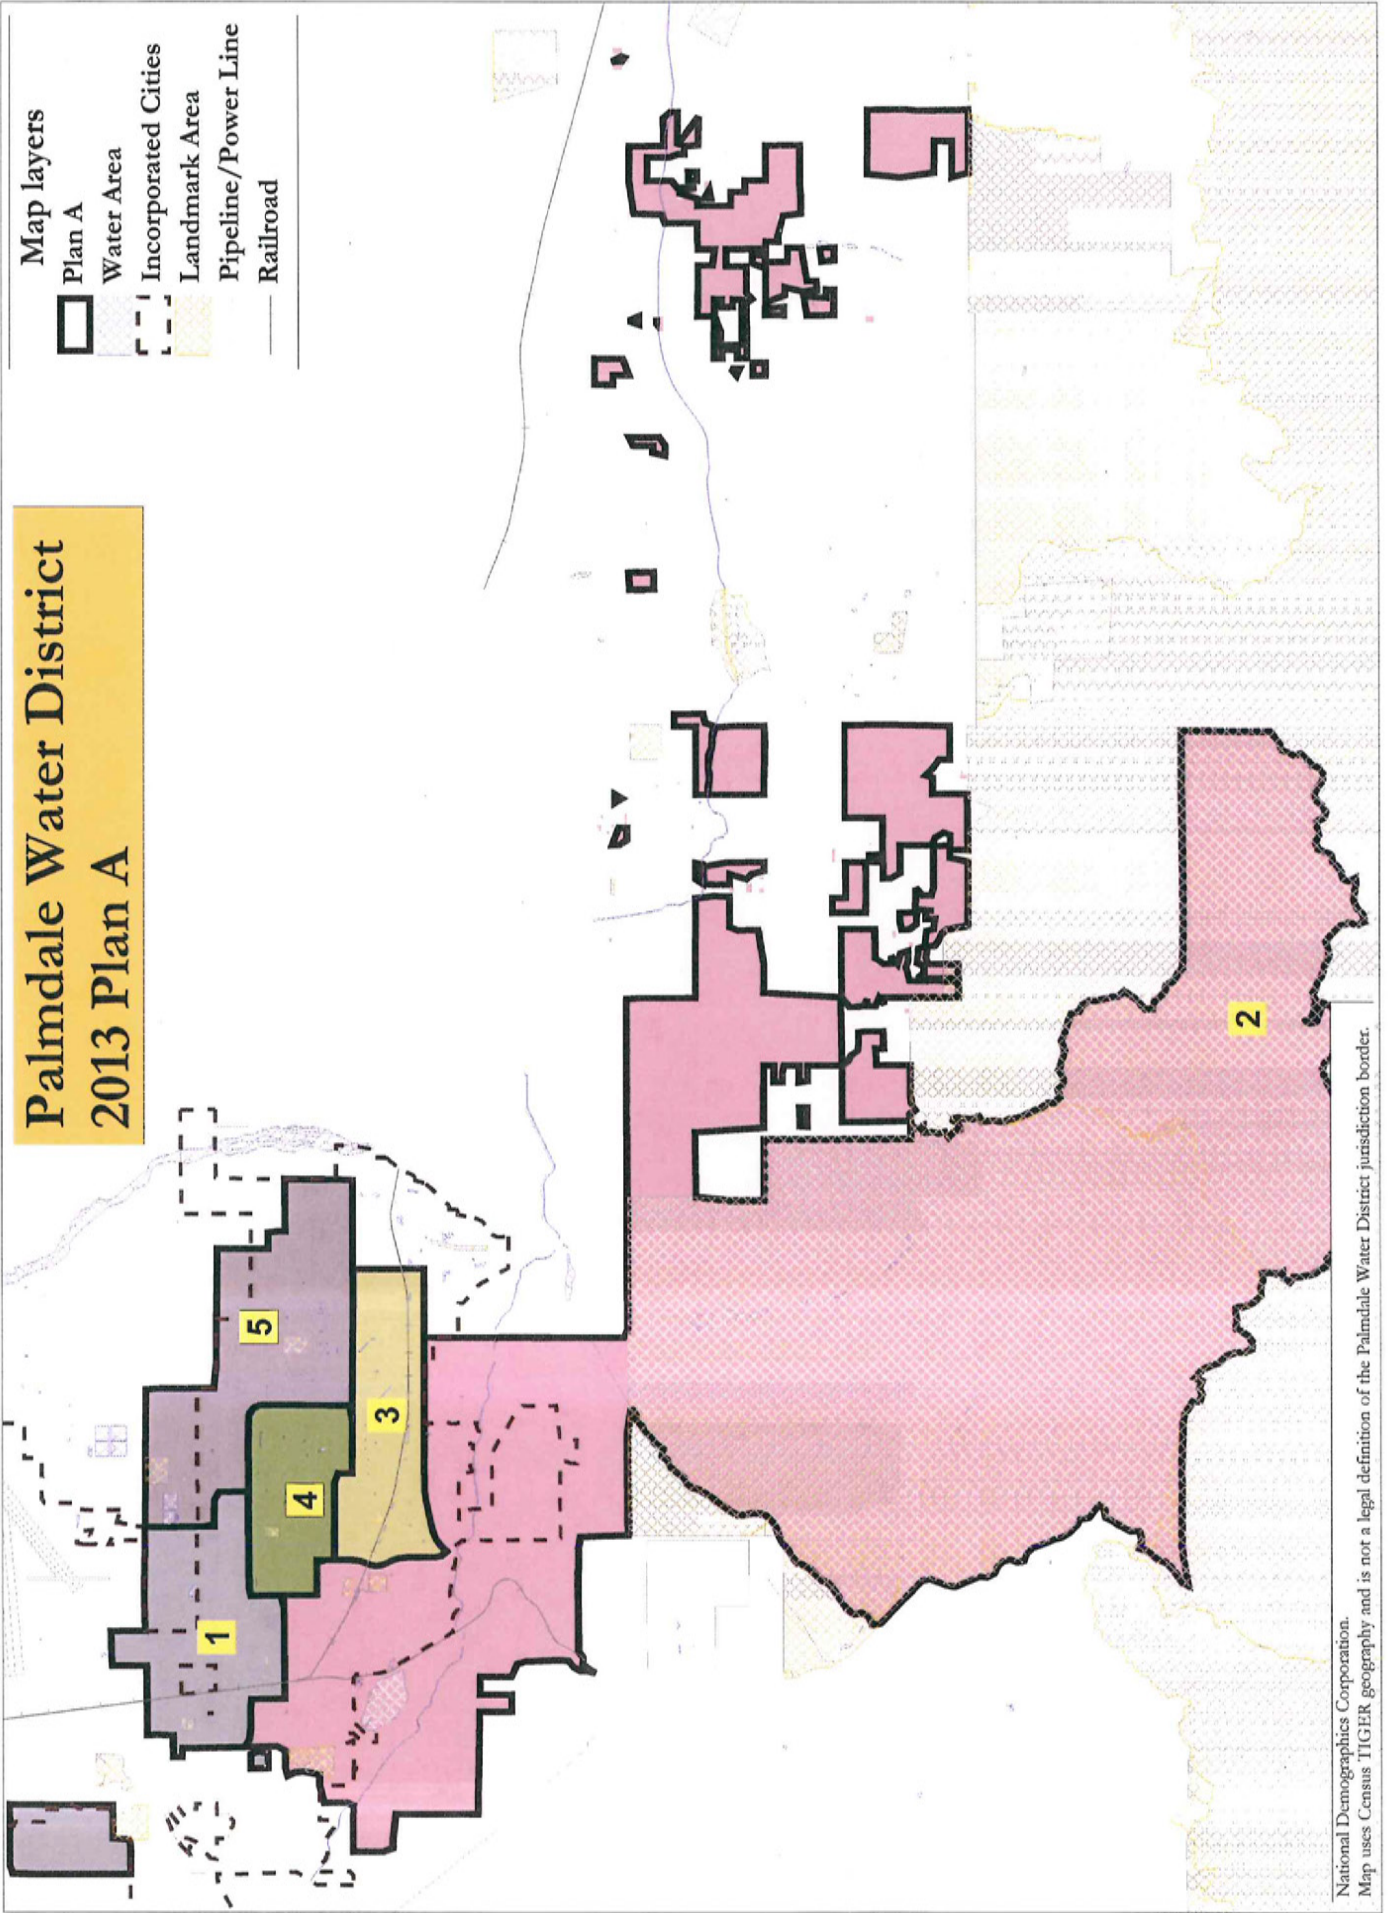 Palmdale Water District
2013 Plan A
Map layers
Plan A
Water Area
Incorporated Cities
Landmark Area
Pipeline/Power Line
Railroad
1
5
4
3
2
National Demographics Corporation.
Map uses Census TIGER geography and is not a legal definition of the Palmdale Water District jurisdiction border.